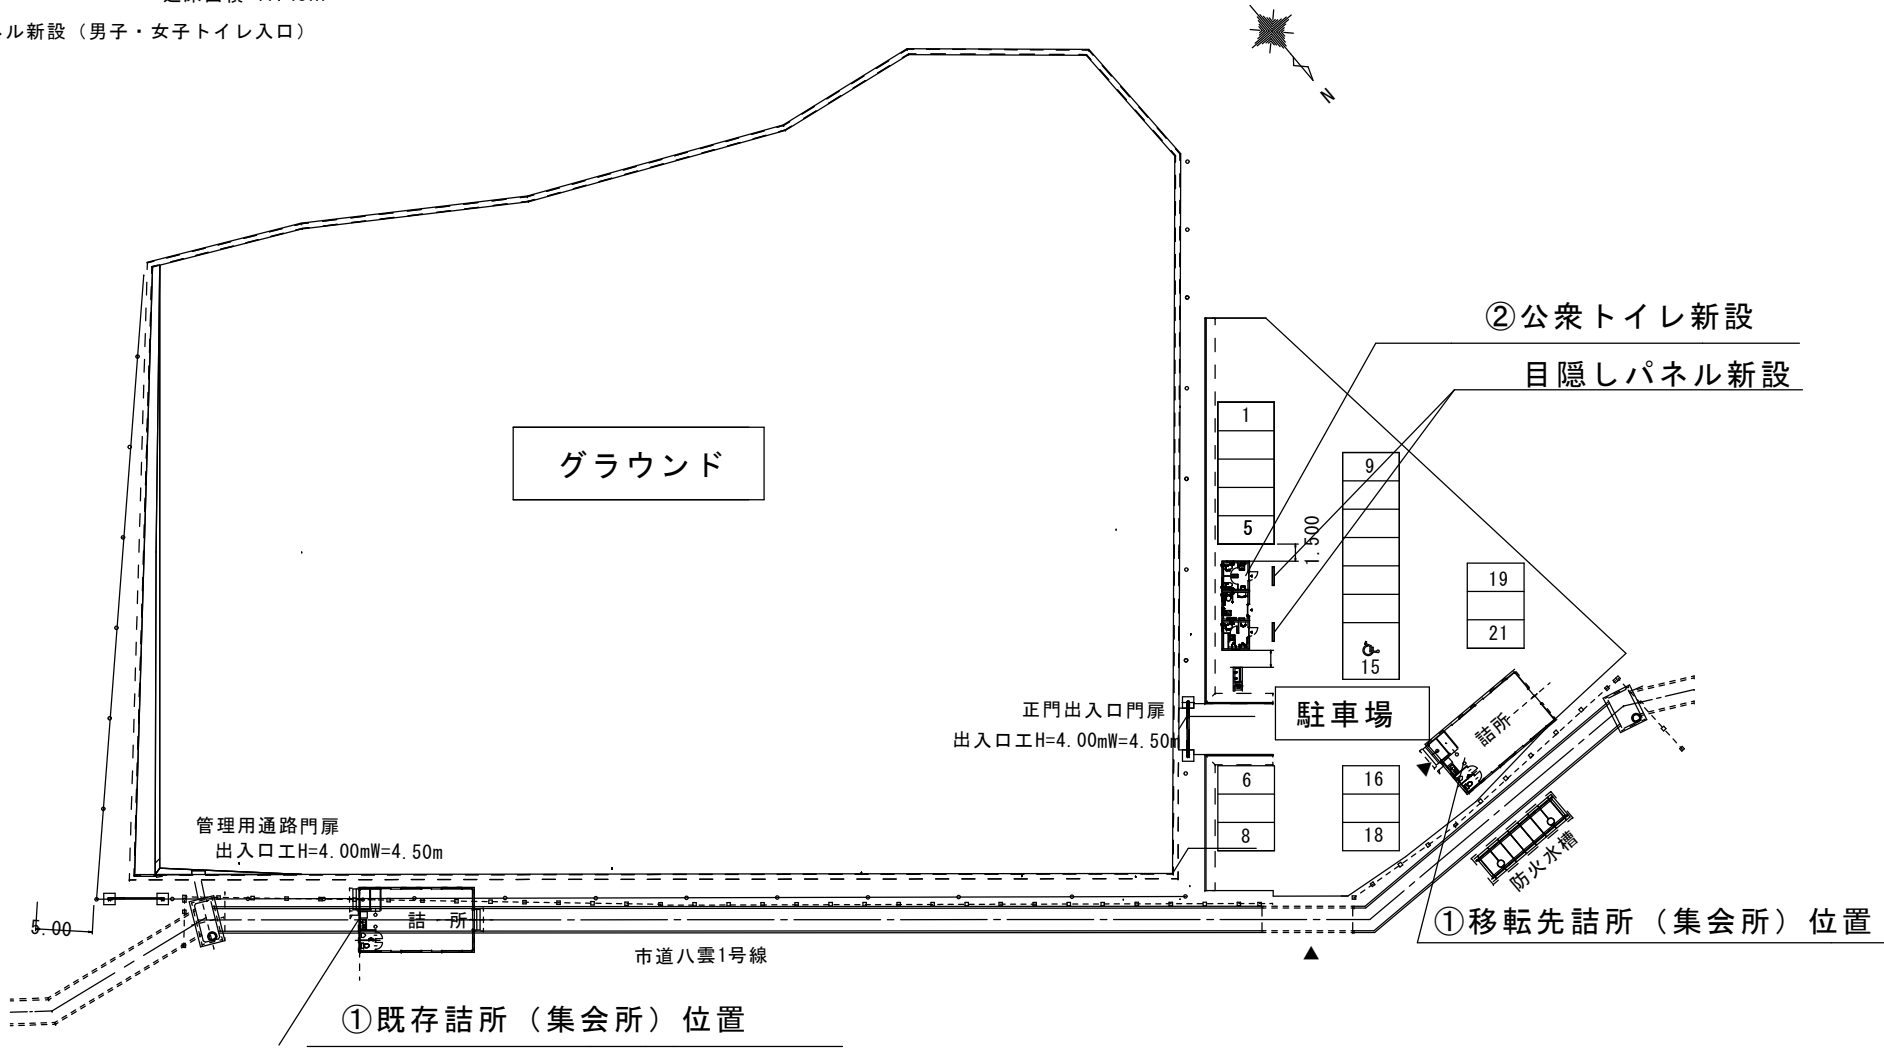 ル新設（男子・女子トイレ入口）
N
②公衆トイレ新設
目隠しパネル新設
グラウンド
1
5
9
1.500
19
21
15
正門出入口門扉
出入口工H=4.00mW=4.50m
駐車場
詰所
6
8
16
18
防火水槽
管理用通路門扉
出入口工H=4.00mW=4.50m
5.00
詰所
市道八雲1号線
①移転先詰所（集会所）位置
①既存詰所（集会所）位置